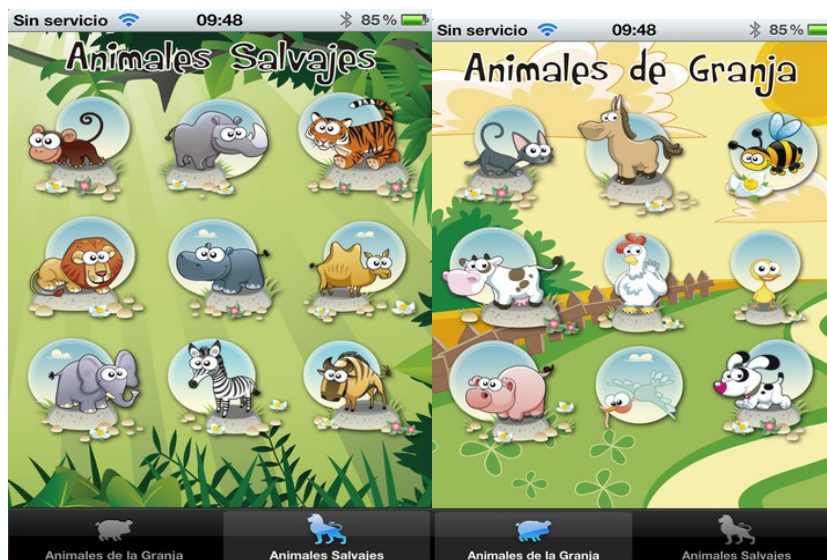 Sin servicio 09:48 85%
Animales Salvajes
Animales de la Granja Animales Salvajes
Sin servicio 09:48 85%
Animales de Granja
Animales de la Granja Animales Salvajes